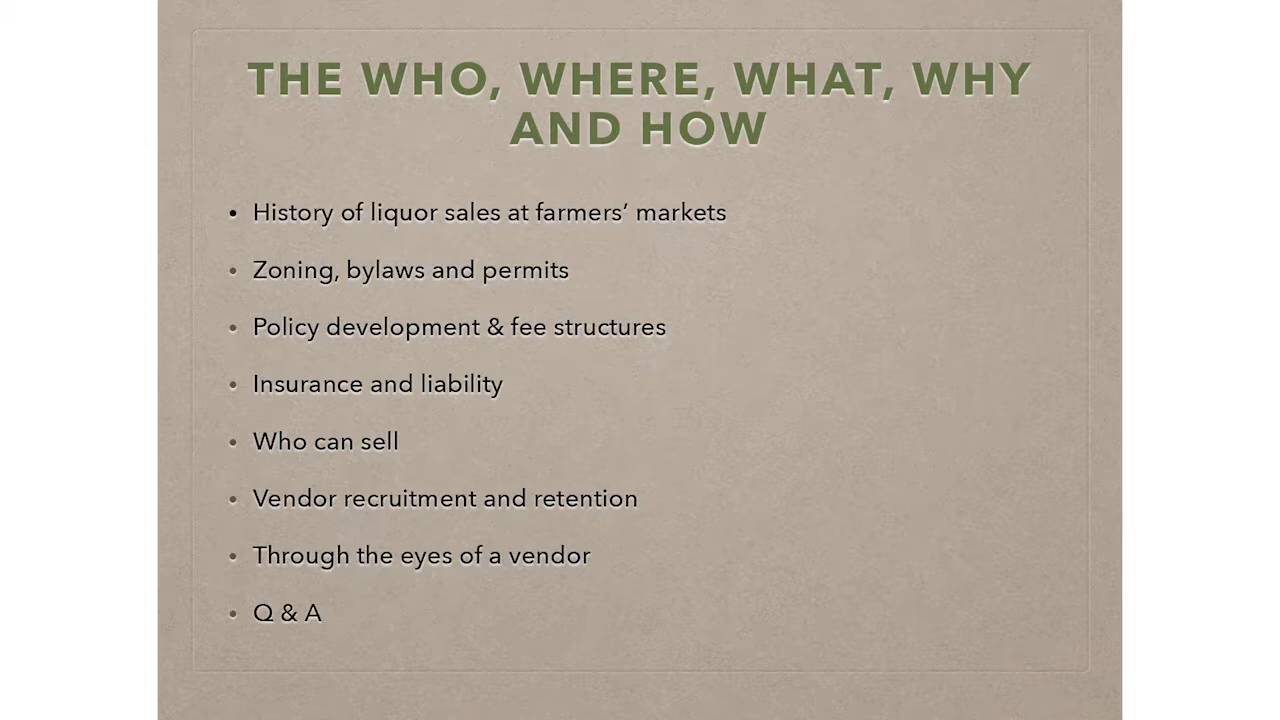 THE WHO, WHERE, WHAT, WHY
AND HOW
• History of liquor sales at farmers’ markets
• Zoning, bylaws and permits
• Policy development & fee structures
• Insurance and liability
• Who can sell
• Vendor recruitment and retention
• Through the eyes of a vendor
• Q & A